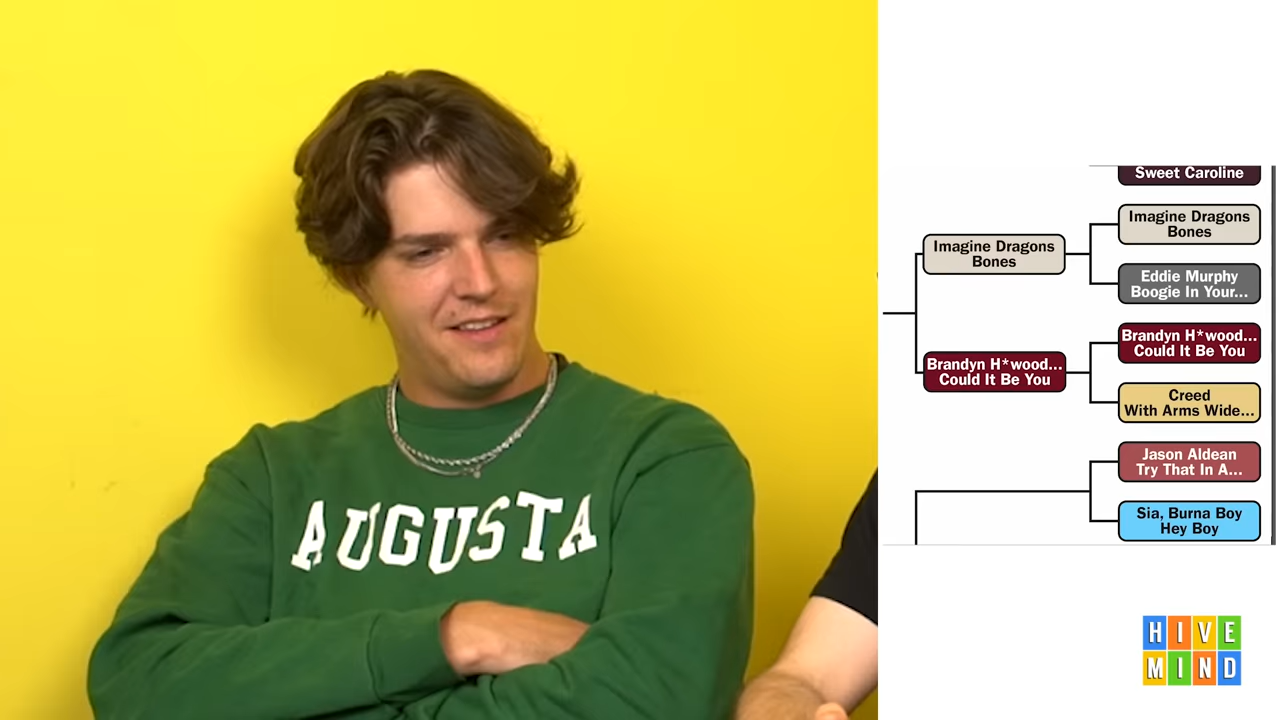 AUGUSTA
Sweet Caroline
Imagine Dragons
Bones
Imagine Dragons
Bones
Eddie Murphy
Boogie In Your...
Brandyn H*wood...
Could It Be You
Brandyn H*wood...
Could It Be You
Creed
With Arms Wide...
Jason Aldean
Try That In A...
Sia, Burna Boy
Hey Boy
HIVE
MIND